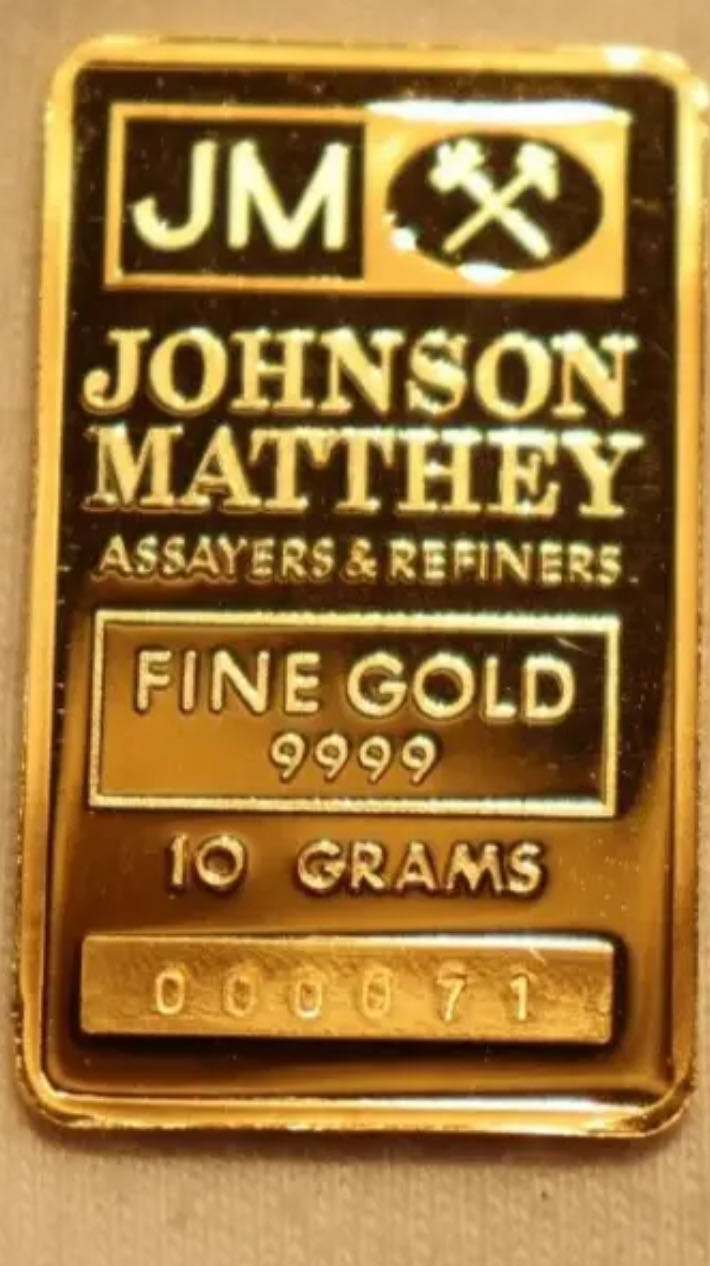 JM
JOHNSON
MATTHEY
ASSAYERS & REFINERS
FINE GOLD
9999
10 GRAMS
000071